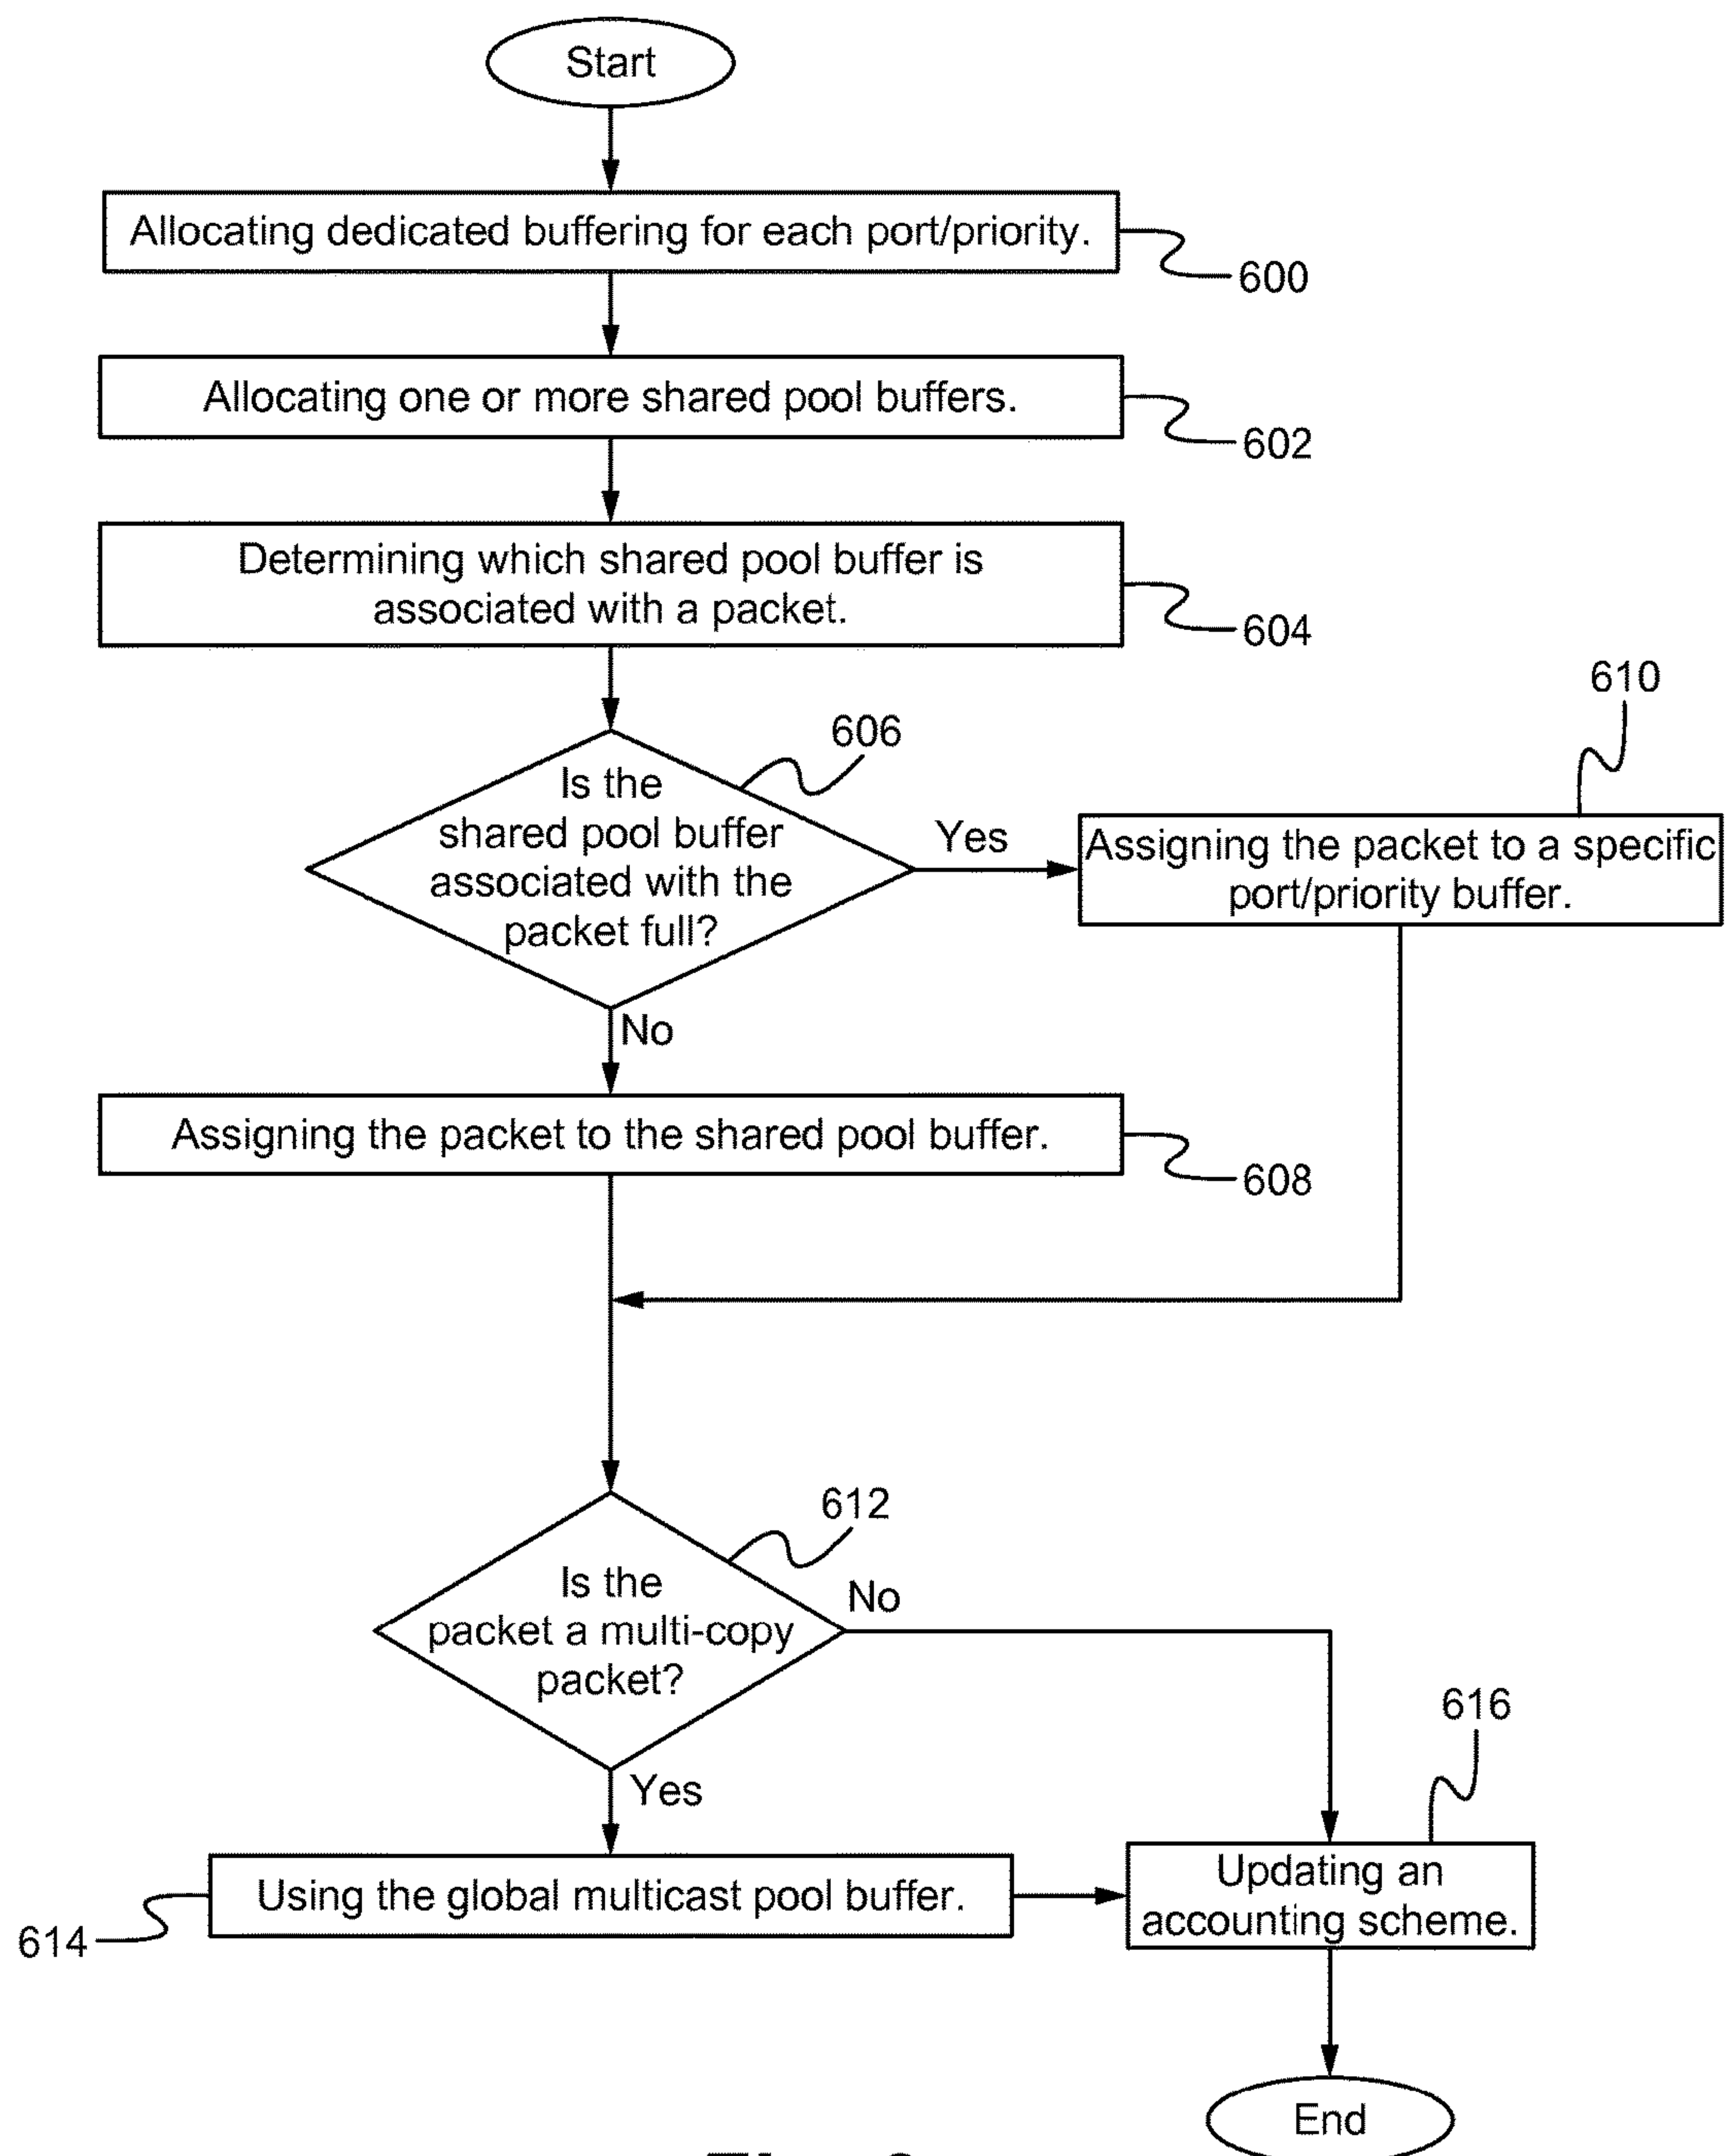 Start
Allocating dedicated buffering for each port/priority.
600
Allocating one or more shared pool buffers.
602
Determining which shared pool buffer is
associated with a packet.
604
606
Is the
shared pool buffer
associated with the
packet full?
Yes
610
Assigning the packet to a specific
port/priority buffer.
No
Assigning the packet to the shared pool buffer.
608
612
Is the
packet a multi-copy
packet?
No
Yes
616
Using the global multicast pool buffer.
614
Updating an
accounting scheme.
End